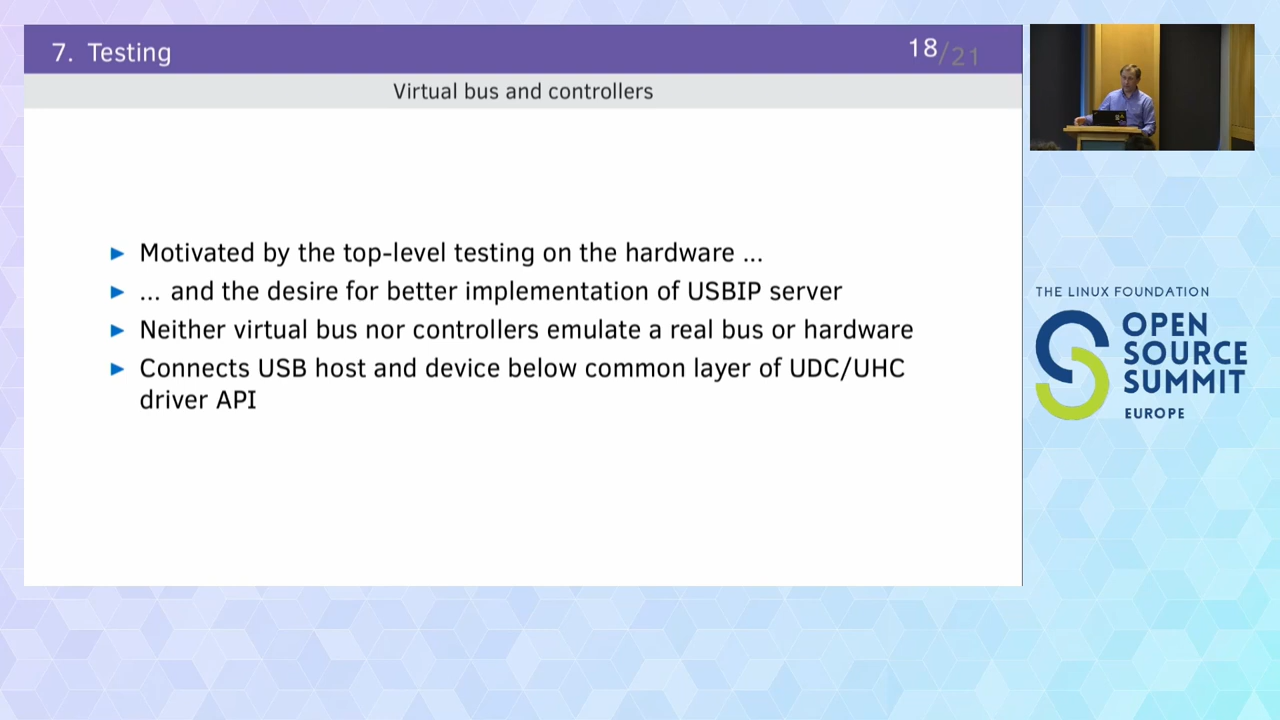 7. Testing
18/21
Virtual bus and controllers
Motivated by the top-level testing on the hardware ...
... and the desire for better implementation of USBIP server
Neither virtual bus nor controllers emulate a real bus or hardware
Connects USB host and device below common layer of UDC/UHC
driver API
THE LINUX FOUNDATION
OPEN
SOURCE
SUMMIT
EUROPE